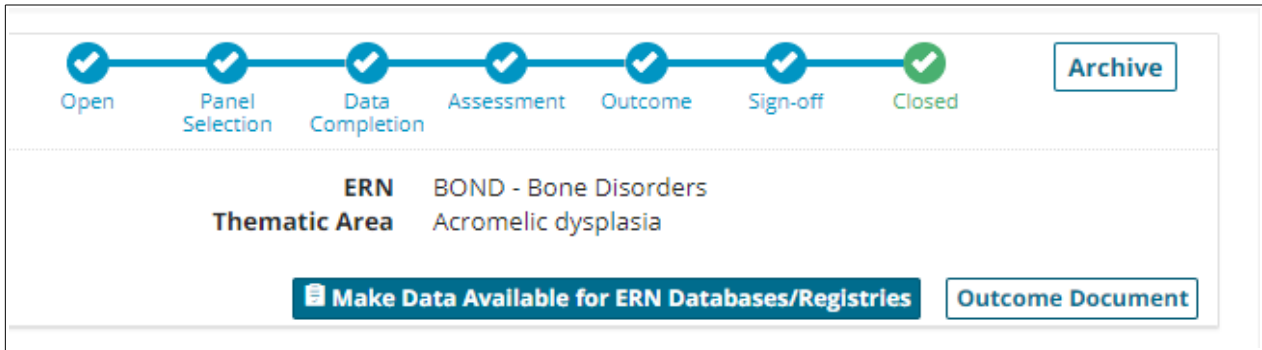 Archive
Open
Panel
Selection
Data
Completion
Assessment
Outcome
Sign-off
Closed
ERN BOND - Bone Disorders
Thematic Area Acromelic dysplasia
Make Data Available for ERN Databases/Registries
Outcome Document